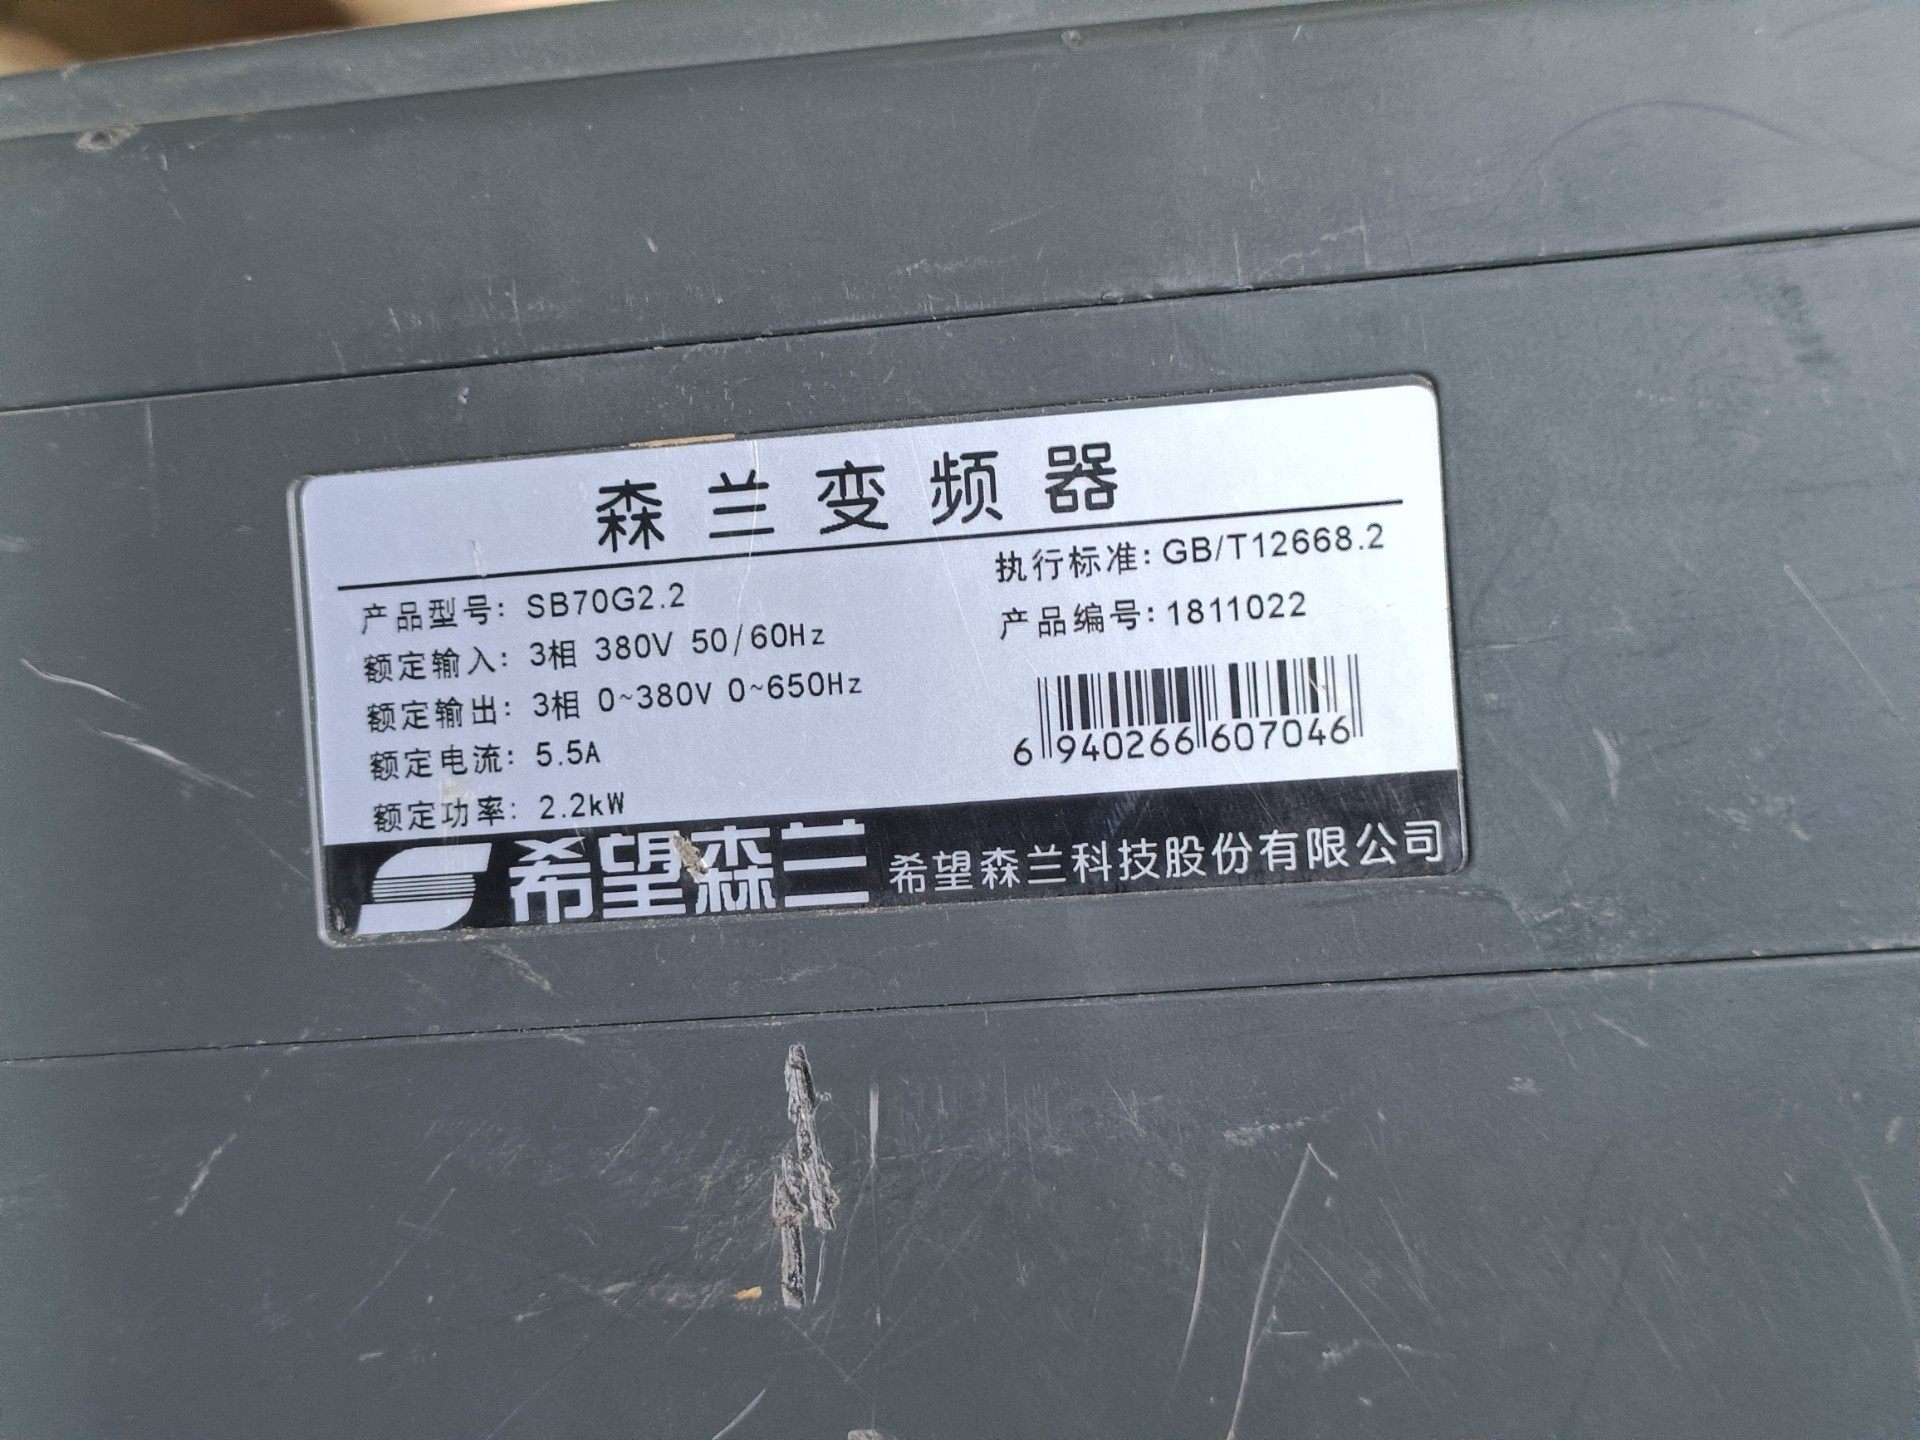 森兰变频器
产品型号: SB70G2.2
额定输入: 3相 380V 50/60Hz
额定输出: 3相 0~380V 0~650Hz
额定电流: 5.5A
额定功率: 2.2kW
执行标准: GB/T12668.2
产品编号: 1811022
6 940266 607046
希望森兰 希望森兰科技股份有限公司